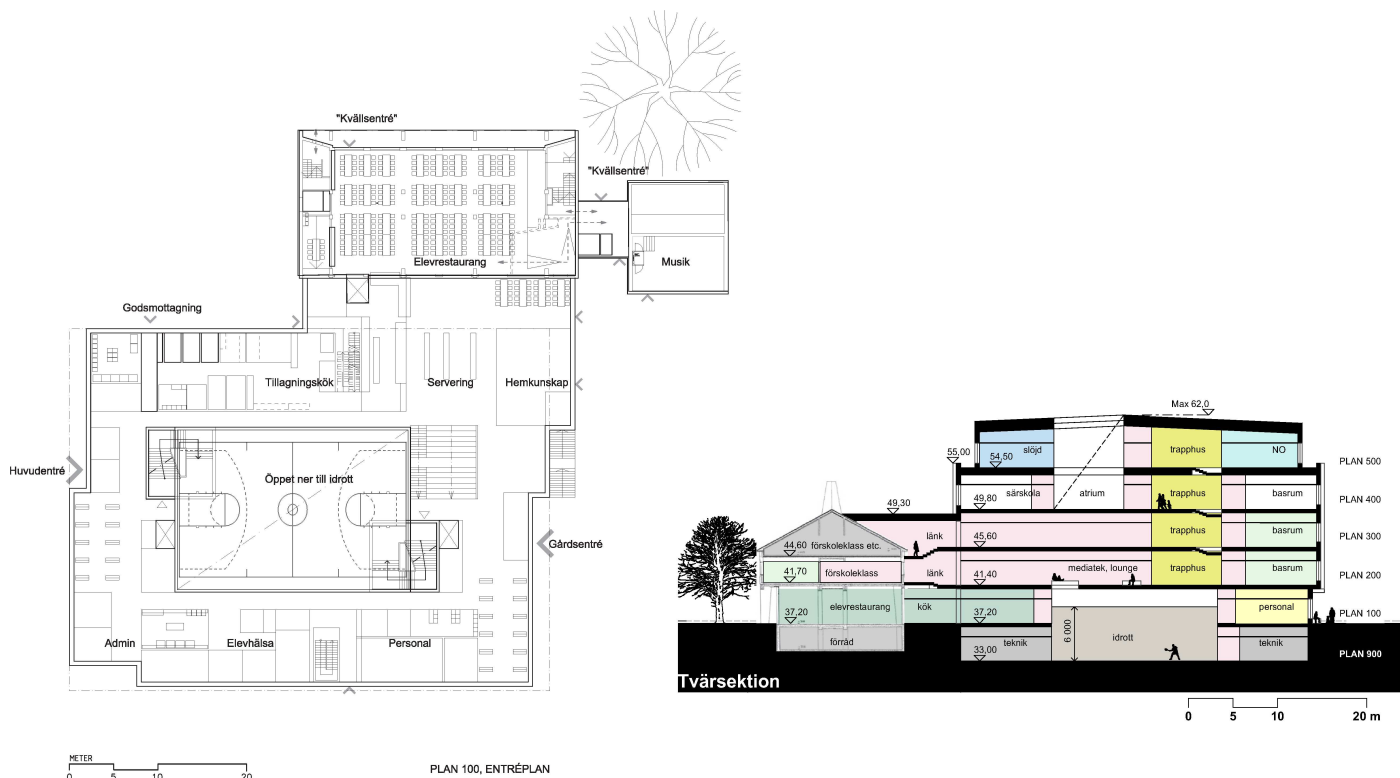 "Kvällsentré"
"Kvällsentré"
Elevrestaurang
Musik
Godsmottagning
Tillagningskök
Servering
Hemkunskap
Huvudentré
Öppet ner till idrott
Gårdsentré
Admin
Elevhälsa
Personal
METER
0 5 10 20
PLAN 100, ENTRÉPLAN
Max 62,0
55,00
54,50
slöjd
trapphus
NO
PLAN 500
49,30
49,80
särskola
atrium
trapphus
basrum
PLAN 400
44,60
förskoleklass etc.
länk
45,60
trapphus
basrum
PLAN 300
41,70
förskoleklass
länk
41,40
mediatek, lounge
trapphus
basrum
PLAN 200
37,20
elevrestaurang
kök
37,20
personal
PLAN 100
förråd
teknik
33,00
6 000
idrott
teknik
PLAN 900
Tvärsektion
0 5 10 20 m